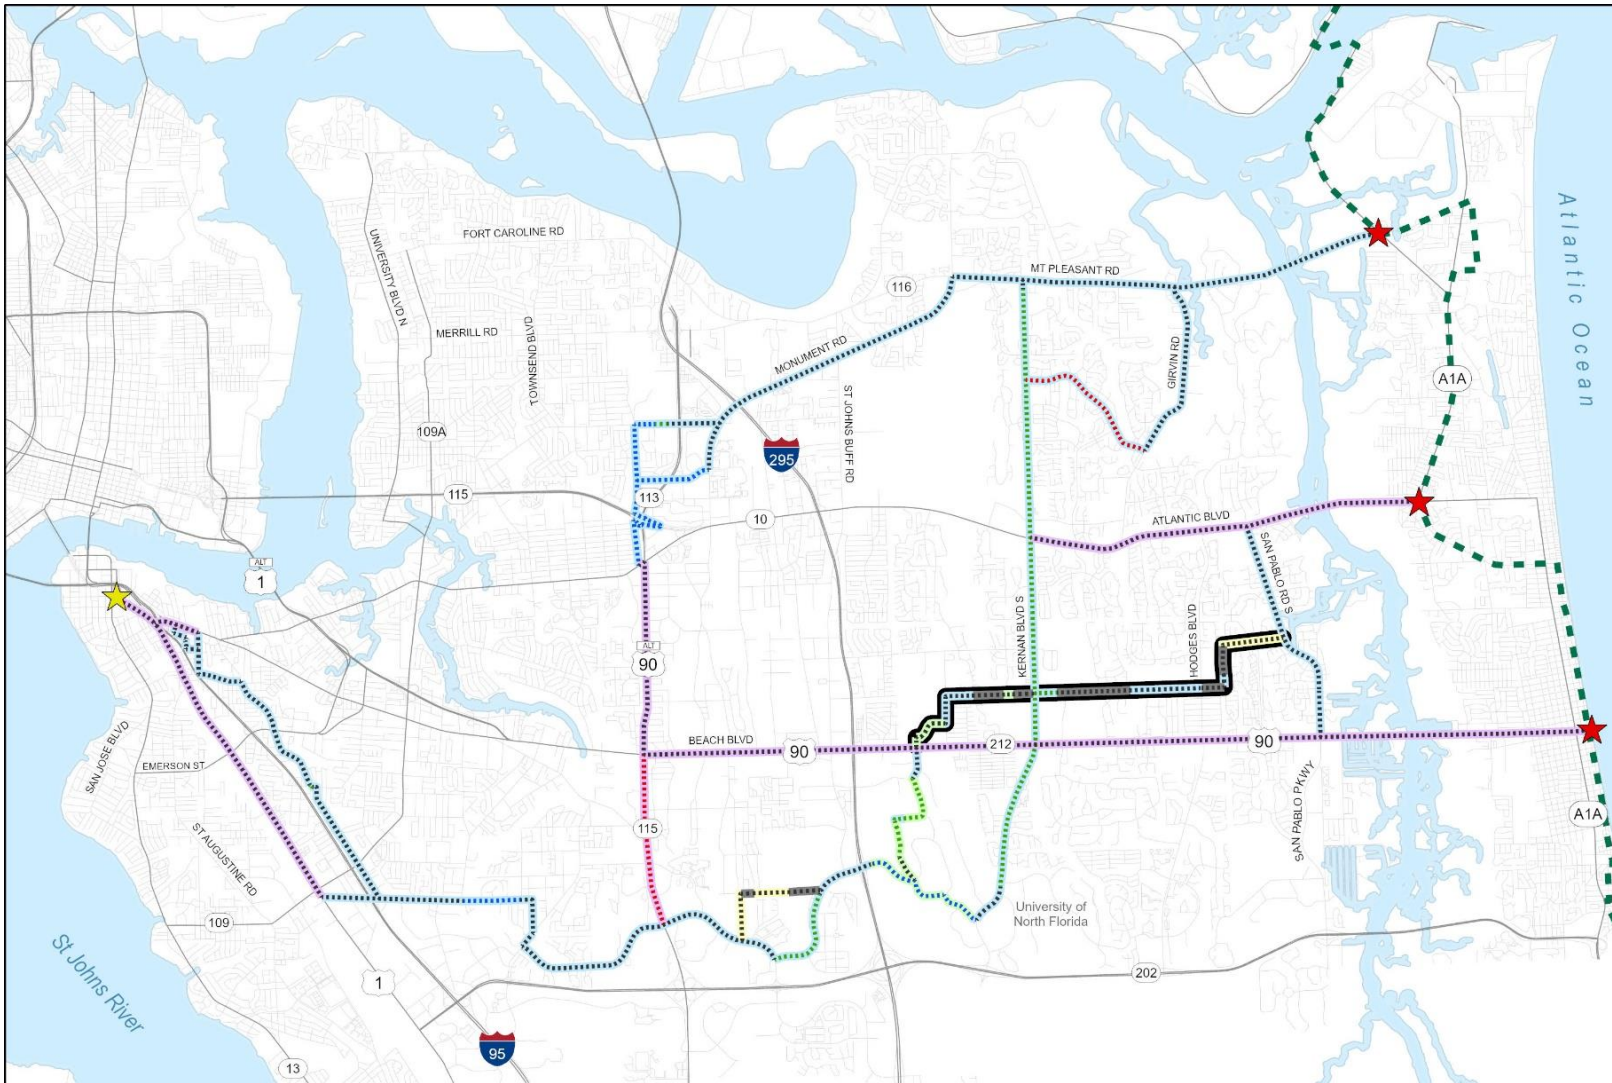 FORT CAROLINE RD
UNIVERSITY BLVD N
MERRILL RD
TOWNSEND BLVD
109A
116
MT PLEASANT RD
MONUMENT RD
GIRVIN RD
ST JOHNS BUFF RD
Atlantic Ocean
A1A
295
115
113
10
ATLANTIC BLVD
SAN PABLO RD S
ALT
1
KERNAN BLVD S
HODGES BLVD
ALT
90
BEACH BLVD
90
212
90
SAN JOSE BLVD
EMERSON ST
ST AUGUSTINE RD
115
SAN PABLO PKWY
A1A
109
University of
North Florida
St Johns River
1
202
95
13